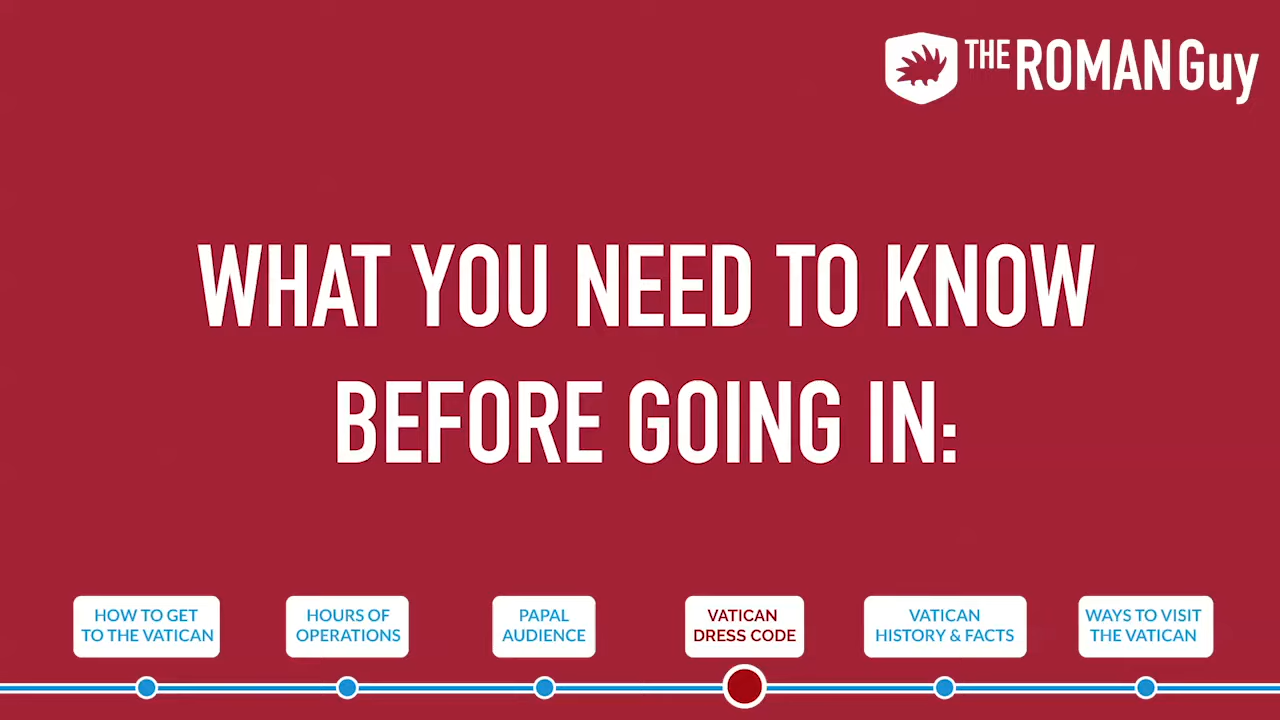 THE ROMAN Guy
WHAT YOU NEED TO KNOW
BEFORE GOING IN:
HOW TO GET
TO THE VATICAN
HOURS OF
OPERATIONS
PAPAL
AUDIENCE
VATICAN
DRESS CODE
VATICAN
HISTORY & FACTS
WAYS TO VISIT
THE VATICAN